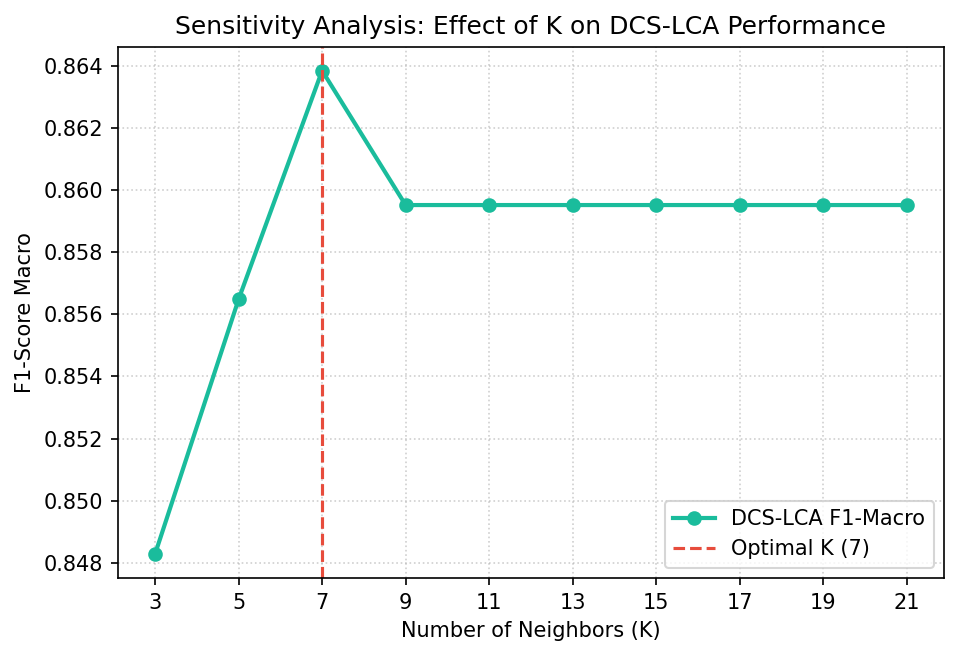 Sensitivity Analysis: Effect of K on DCS-LCA Performance
0.864
0.862
0.860
0.858
0.856
0.854
0.852
0.850
0.848
F1-Score Macro
DCS-LCA F1-Macro
Optimal K (7)
3 5 7 9 11 13 15 17 19 21
Number of Neighbors (K)